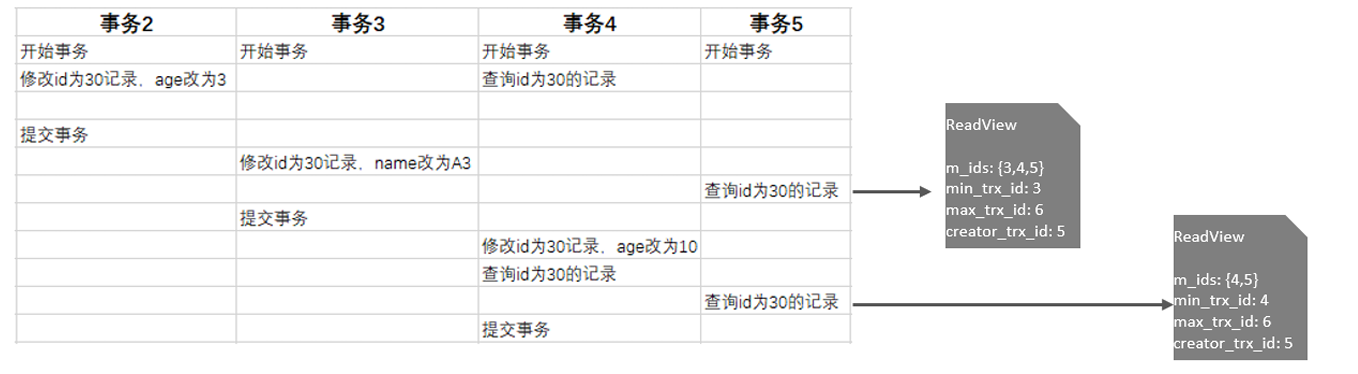 事务2 事务3 事务4 事务5
开始事务 开始事务 开始事务 开始事务
修改id为30记录，age改为3 查询id为30的记录
提交事务
修改id为30记录，name改为A3
查询id为30的记录
提交事务
修改id为30记录，age改为10
查询id为30的记录
查询id为30的记录
提交事务
ReadView
m_ids: {3,4,5}
min_trx_id: 3
max_trx_id: 6
creator_trx_id: 5
ReadView
m_ids: {4,5}
min_trx_id: 4
max_trx_id: 6
creator_trx_id: 5